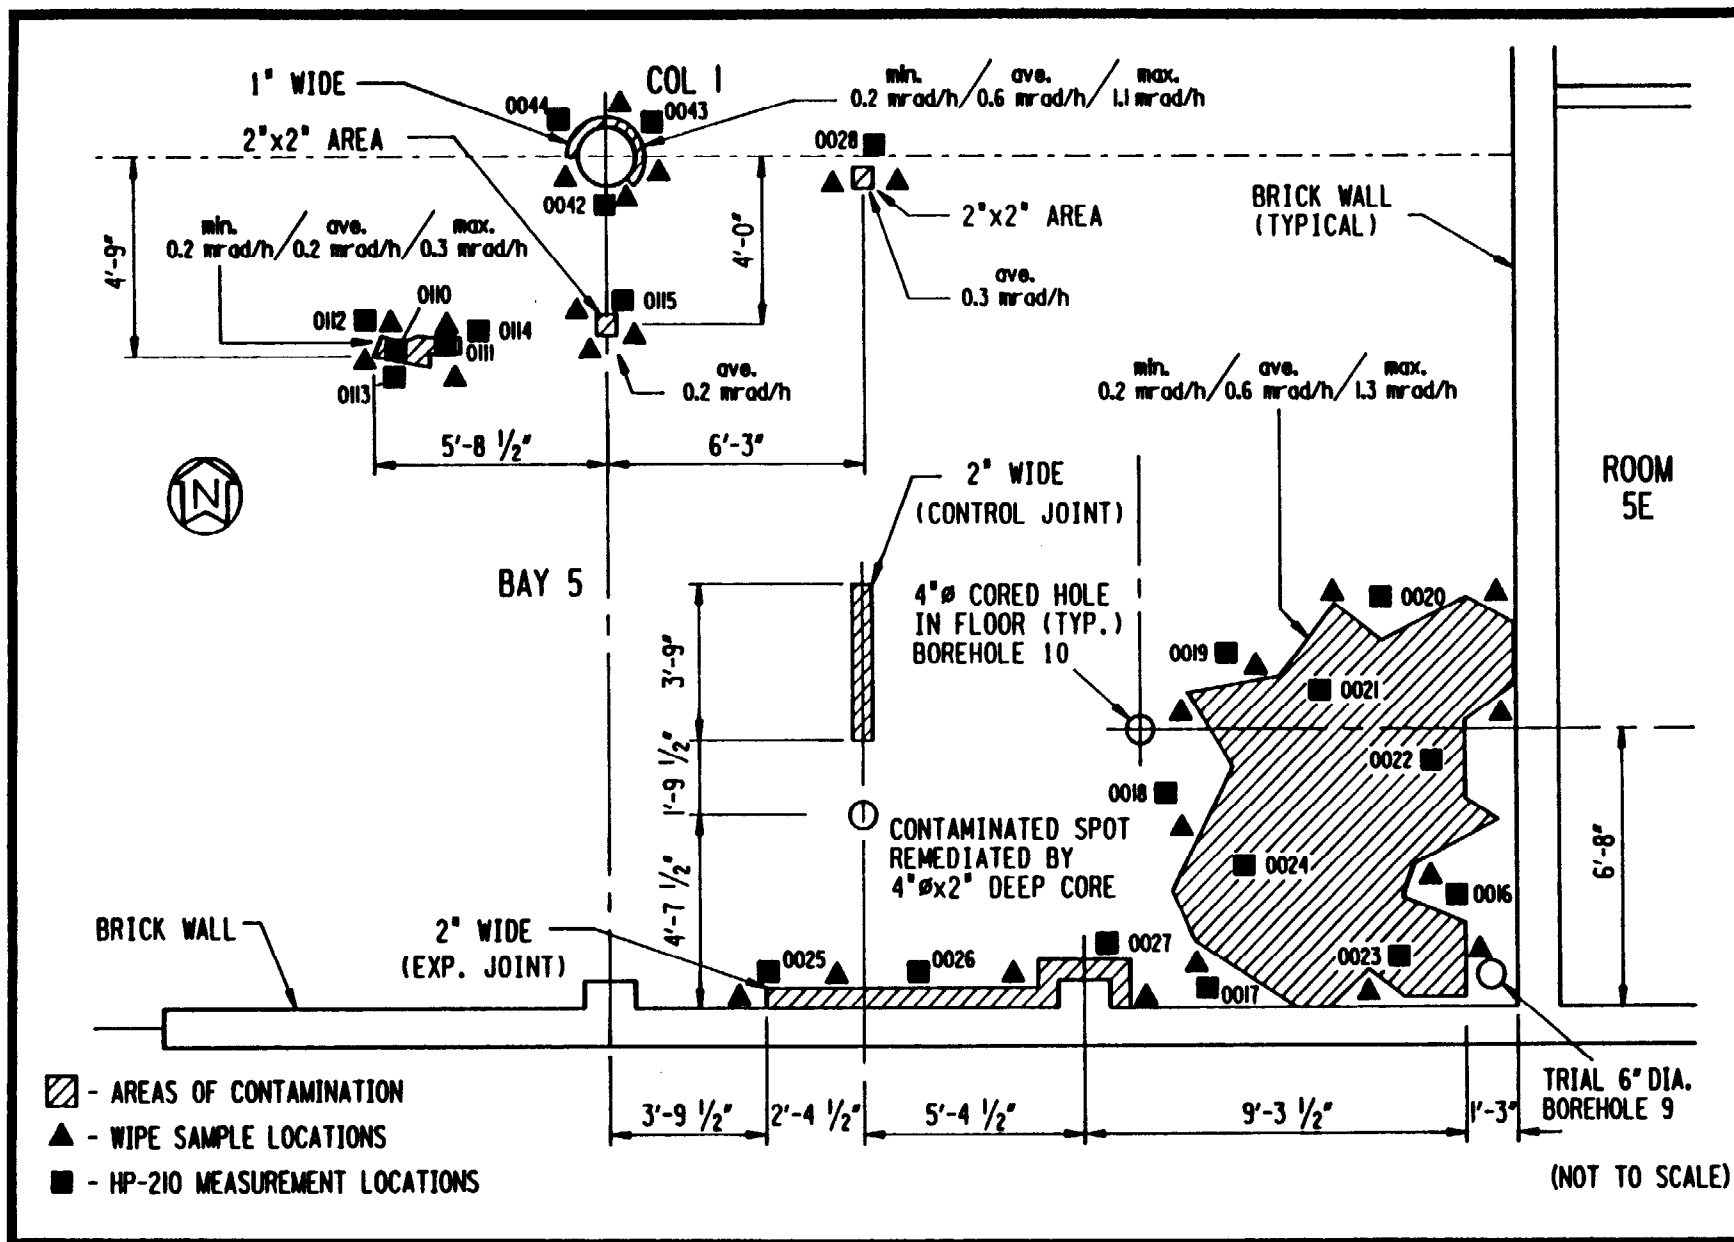 1" WIDE
COL 1
min. ave. max.
0.2 mrad/h / 0.6 mrad/h / 1.1 mrad/h
0044
0043
2"x2" AREA
0028
0042
2"x2" AREA
BRICK WALL
(TYPICAL)
min. ave. max.
0.2 mrad/h / 0.2 mrad/h / 0.3 mrad/h
4'-9"
4'-0"
ave.
0.3 mrad/h
0110
0112
0114
0111
0115
0113
ave.
0.2 mrad/h
min. ave. max.
0.2 mrad/h / 0.6 mrad/h / 1.3 mrad/h
5'-8 1/2"
6'-3"
N
2" WIDE
(CONTROL JOINT)
ROOM
5E
BAY 5
4"ø CORED HOLE
IN FLOOR (TYP.)
BOREHOLE 10
0020
0019
0021
3'-9"
0022
1'-9 1/2"
0018
CONTAMINATED SPOT
REMEDIATED BY
4"øx2" DEEP CORE
0024
6'-8"
0016
4'-7 1/2"
BRICK WALL
2" WIDE
(EXP. JOINT)
0025
0026
0027
0023
0017
TRIAL 6" DIA.
BOREHOLE 9
3'-9 1/2"
2'-4 1/2"
5'-4 1/2"
9'-3 1/2"
1'-3"
- AREAS OF CONTAMINATION
- WIPE SAMPLE LOCATIONS
- HP-210 MEASUREMENT LOCATIONS
(NOT TO SCALE)